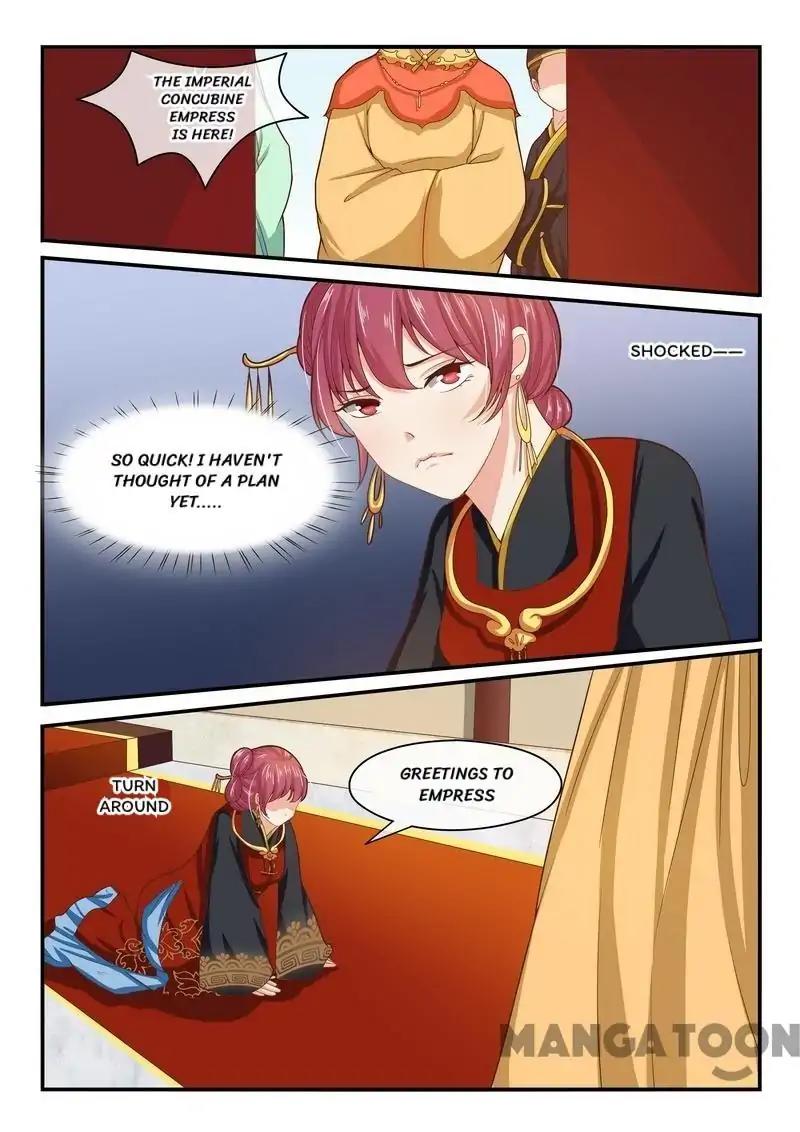 THE IMPERIAL
CONCUBINE
EMPRESS
IS HERE!
SHOCKED——
SO QUICK! I HAVEN'T
THOUGHT OF A PLAN
YET.....
GREETINGS TO
EMPRESS
TURN
AROUND
MANGATOON